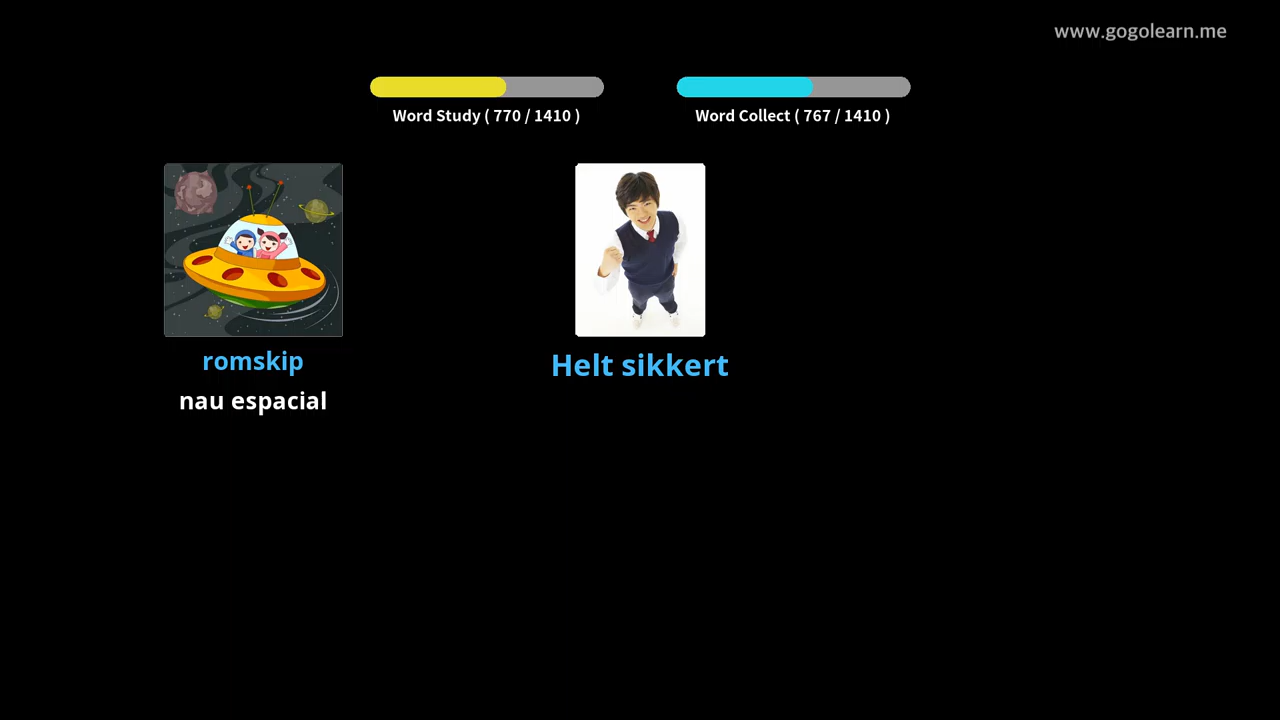 www.gogolearn.me
Word Study ( 770 / 1410 )
Word Collect ( 767 / 1410 )
romskip
nau espacial
Helt sikkert